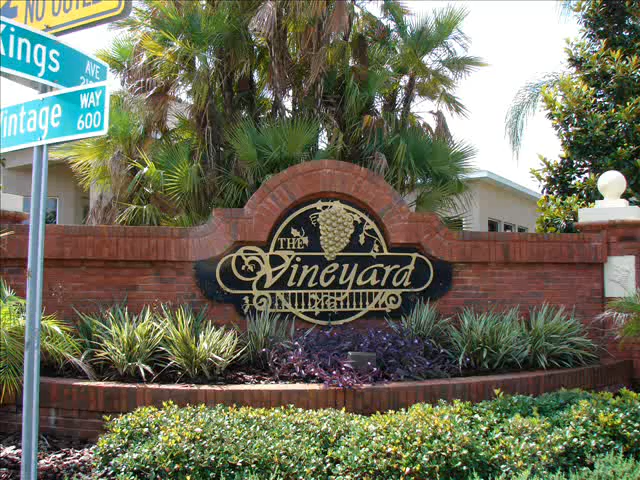 NO OUTLET
Kings AVE
Vintage WAY
600
THE
Vineyard